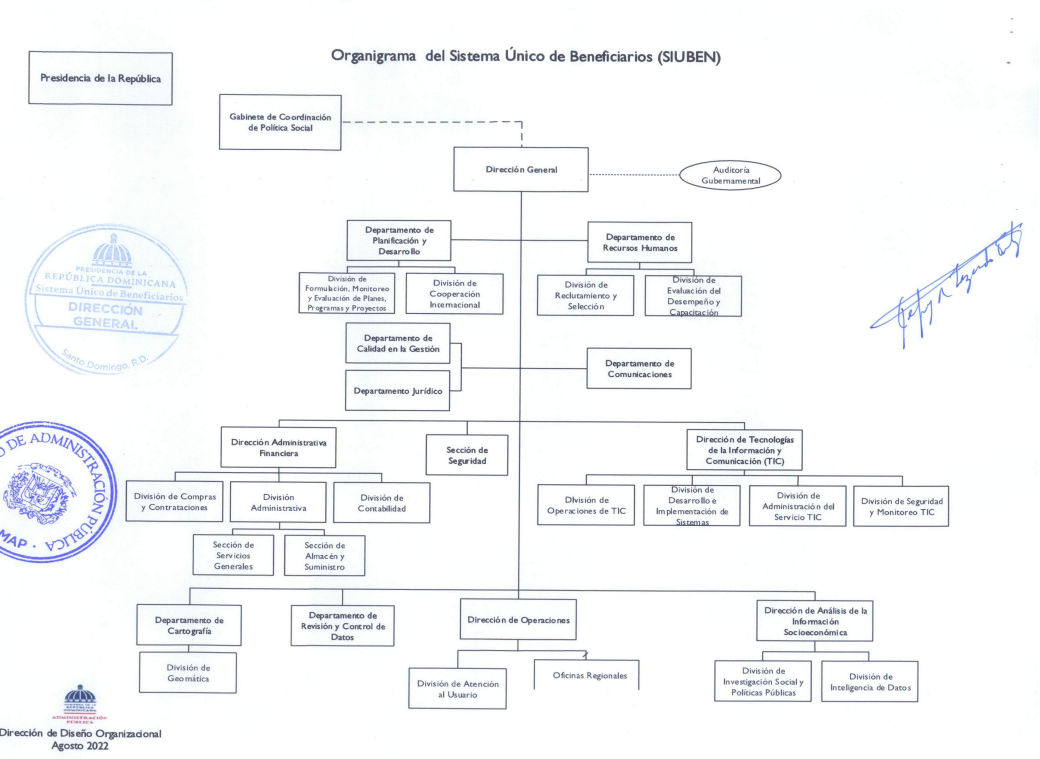 Organigrama del Sistema Único de Beneficiarios (SIUBEN)
Presidencia de la República
Gabinete de Coordinación
de Política Social
Dirección General
Auditoría
Gubernamental
Departamento de
Planificación y
Desarrollo
Departamento de
Recursos Humanos
División de
Formulación, Monitoreo
y Evaluación de Planes,
Programas y Proyectos
División de
Cooperación
Internacional
División de
Reclutamiento y
Selección
División de
Evaluación del
Desempeño y
Capacitación
PRESIDENCIA DE LA
REPÚBLICA DOMINICANA
Sistema Único de Beneficiarios
DIRECCIÓN
GENERAL
Santo Domingo, R.D.
Departamento de
Calidad en la Gestión
Departamento Jurídico
Departamento de
Comunicaciones
Dirección Administrativa
Financiera
Sección de
Seguridad
Dirección de Tecnologías
de la Información y
Comunicación (TIC)
División de Compras
y Contrataciones
División
Administrativa
División de
Contabilidad
DIvisión de
Operaciones de TIC
División de
Desarrollo e
Implementación de
Sistemas
División de
Administración del
Servicio TIC
División de Seguridad
y Monitoreo TIC
O DE ADMINISTRACIÓN PÚBLICA
MAP
Sección de
Servicios
Generales
Sección de
Almacén y
Suministro
Departamento de
Cartografía
Departamento de
Revisión y Control de
Datos
Dirección de Operaciones
Dirección de Análisis de la
Información
Socioeconómica
División de
Geomática
División de Atención
al Usuario
Oficinas Regionales
División de
Investigación Social y
Políticas Públicas
División de
Inteligencia de Datos
REPÚBLICA
DOMINICANA
ADMINISTRACIÓN
PÚBLICA
Dirección de Diseño Organizacional
Agosto 2022